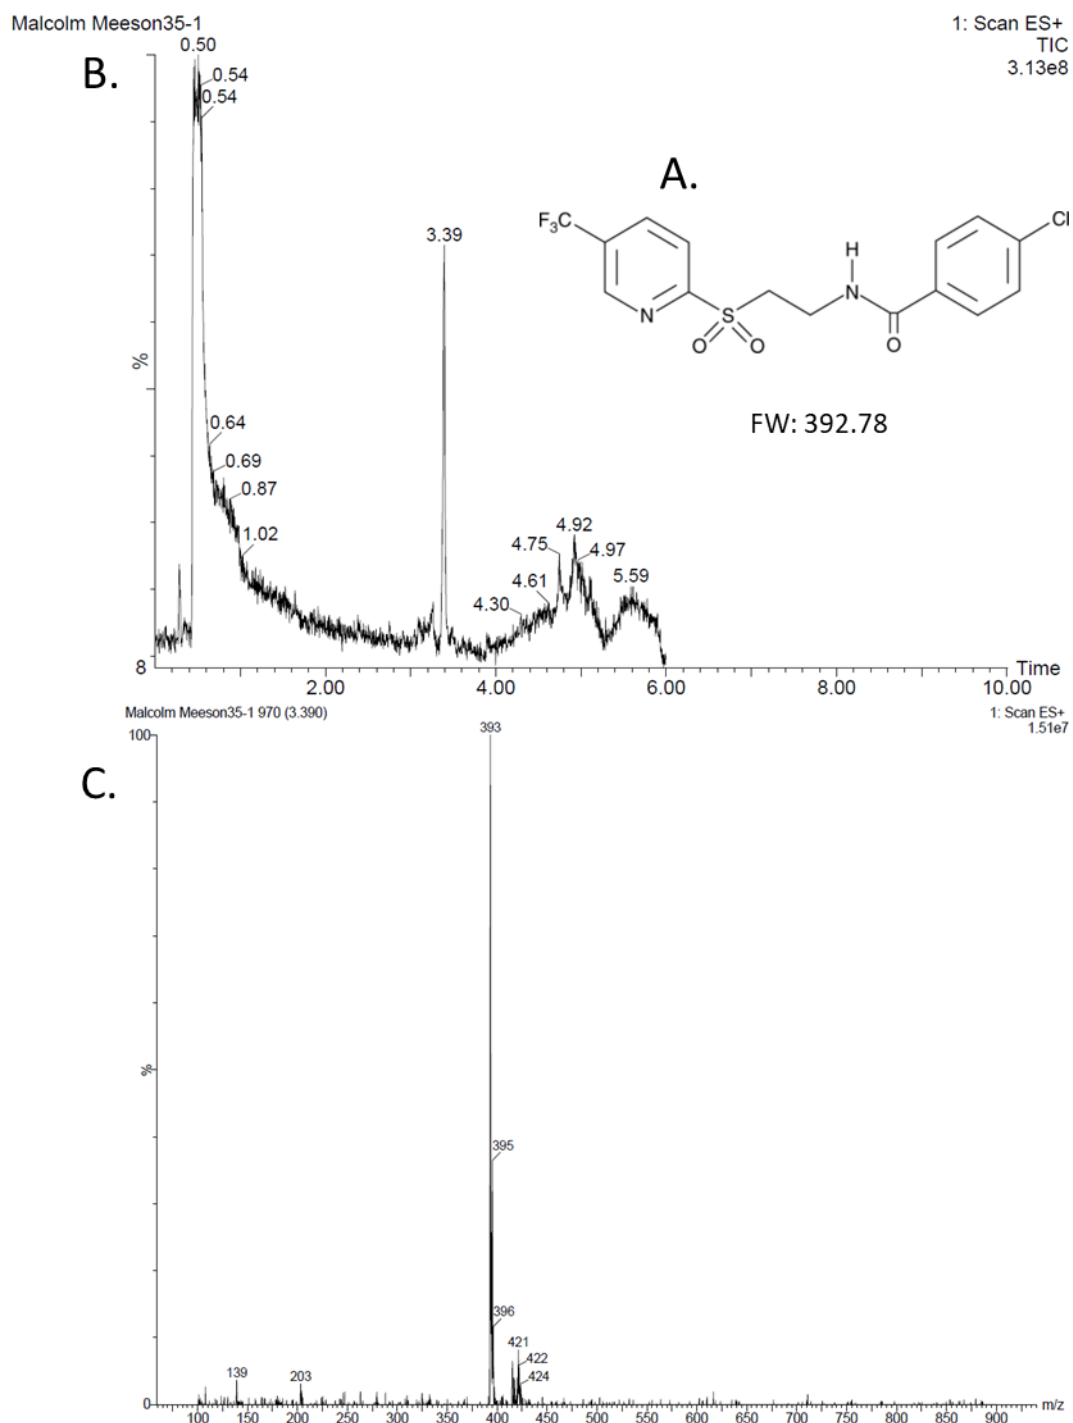 Malcolm Meeson35-1
1: Scan ES+
TIC
3.13e8
B.
0.50
0.54
0.54
A.
F3C
Cl
H
N
N
S
O
O
O
FW: 392.78
3.39
%
0.64
0.69
0.87
1.02
4.30
4.61
4.75
4.92
4.97
5.59
8
2.00 4.00 6.00 8.00 10.00
Time
Malcolm Meeson35-1 970 (3.390)
1: Scan ES+
1.51e7
C.
100
393
%
395
396
139
203
421
422
424
0
100 150 200 250 300 350 400 450 500 550 600 650 700 750 800 850 900
m/z